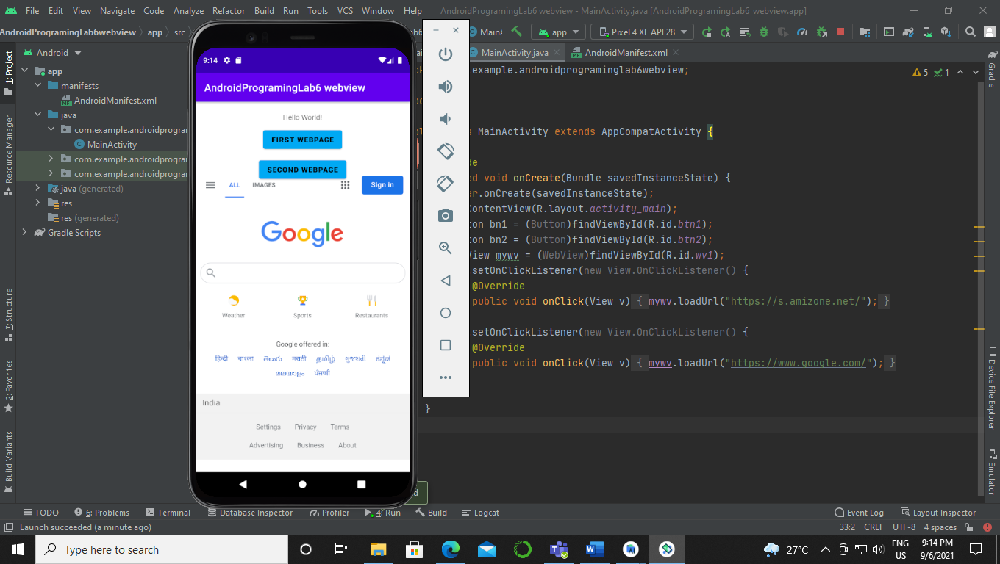 File Edit View Navigate Code Analyze Refactor Build Run Tools VCS Window Help AndroidProgramingLab6 webview - MainActivity.java [AndroidProgramingLab6_webview.app]
AndroidProgramingLab6webview app src
app
Pixel 4 XL API 28
Android
MainActivity.java
AndroidManifest.xml
1: Project
Resource Manager
7: Structure
2: Favorites
Build Variants
app
manifests
AndroidManifest.xml
java
com.example.androidprogra
MainActivity
com.example.androidprogra
com.example.androidprogra
java (generated)
res
res (generated)
Gradle Scripts
9:14
AndroidProgramingLab6 webview
Hello World!
FIRST WEBPAGE
SECOND WEBPAGE
ALL IMAGES Sign in
Google
Weather Sports Restaurants
Google offered in:
हिन्दी বাংলা తెలుగు मराठी தமிழ் ગુજરાતી ಕನ್ನಡ
മലയാളം ਪੰਜਾਬੀ
India
Settings Privacy Terms
Advertising Business About
example.androidprograminglab6webview;
5 1
MainActivity extends AppCompatActivity {
void onCreate(Bundle savedInstanceState) {
.onCreate(savedInstanceState);
ContentView(R.layout.activity_main);
bn1 = (Button)findViewById(R.id.btn1);
bn2 = (Button)findViewById(R.id.btn2);
View mywv = (WebView)findViewById(R.id.wv1);
setOnClickListener(new View.OnClickListener() {
@Override
public void onClick(View v) { mywv.loadUrl("https://s.amizone.net/"); }
setOnClickListener(new View.OnClickListener() {
@Override
public void onClick(View v) { mywv.loadUrl("https://www.google.com/"); }
}
Gradle
Device File Explorer
Emulator
TODO 6: Problems Terminal Database Inspector Profiler 4: Run Build Logcat Event Log Layout Inspector
Launch succeeded (a minute ago) 33:2 CRLF UTF-8 4 spaces
Type here to search
27°C
ENG
US
9:14 PM
9/6/2021